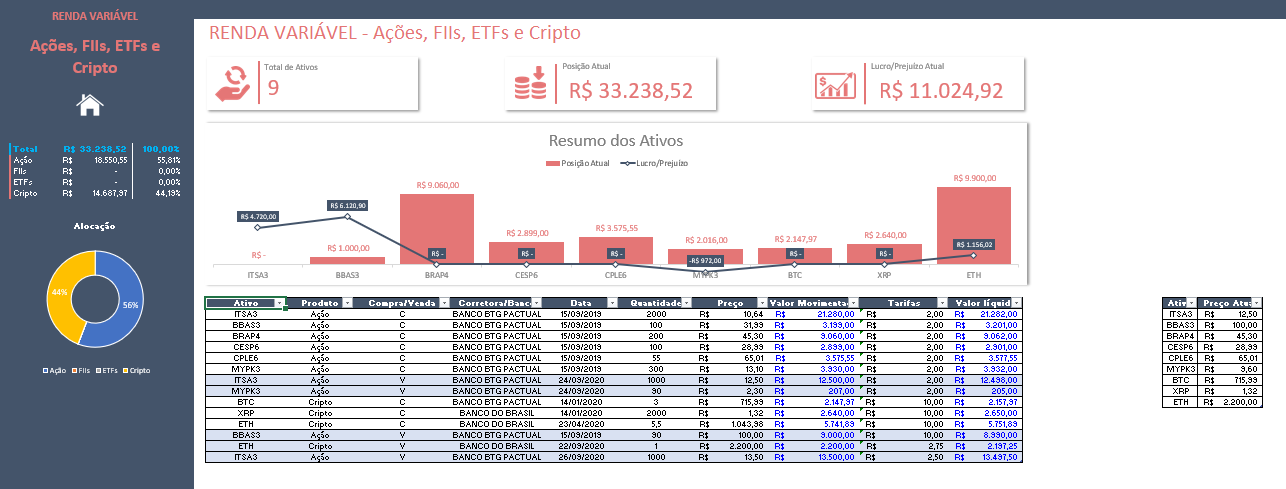 RENDA VARIÁVEL
Ações, FIIs, ETFs e
Cripto
Total R$ 33.238,52 100,00%
Ação R$ 18.550,55 55,81%
FIIs R$ - 0,00%
ETFs R$ - 0,00%
Cripto R$ 14.687,97 44,19%
Alocação
44%
56%
Ação FIIs ETFs Cripto
RENDA VARIÁVEL - Ações, FIIs, ETFs e Cripto
Total de Ativos
9
Posição Atual
R$ 33.238,52
Lucro/Prejuízo Atual
R$ 11.024,92
Resumo dos Ativos
Posição Atual Lucro/Prejuízo
R$ 9.060,00 R$ 9.900,00
R$ 4.720,00 R$ 6.120,90
R$ - R$ 1.000,00 R$ 2.899,00 R$ 3.575,55 R$ 2.016,00 R$ 2.147,97 R$ 2.640,00 R$ 1.156,02
R$ - R$ - R$ - -R$ 972,00 R$ - R$ -
ITSA3 BBAS3 BRAP4 CESP6 CPLE6 MYPK3 BTC XRP ETH
Ativo Produto Compra/Venda Corretora/Banc Data Quantidade Preço Valor Movimenta Tarifas Valor líquid
ITSA3 Ação C BANCO BTG PACTUAL 15/09/2019 2000 R$ 10,64 R$ 21.280,00 R$ 2,00 R$ 21.282,00
BBAS3 Ação C BANCO BTG PACTUAL 15/09/2019 100 R$ 31,99 R$ 3.199,00 R$ 2,00 R$ 3.201,00
BRAP4 Ação C BANCO BTG PACTUAL 15/09/2019 200 R$ 45,30 R$ 9.060,00 R$ 2,00 R$ 9.062,00
CESP6 Ação C BANCO BTG PACTUAL 15/09/2019 100 R$ 28,99 R$ 2.899,00 R$ 2,00 R$ 2.901,00
CPLE6 Ação C BANCO BTG PACTUAL 15/09/2019 55 R$ 65,01 R$ 3.575,55 R$ 2,00 R$ 3.577,55
MYPK3 Ação C BANCO BTG PACTUAL 15/09/2019 300 R$ 13,10 R$ 3.930,00 R$ 2,00 R$ 3.932,00
ITSA3 Ação V BANCO BTG PACTUAL 24/09/2020 1000 R$ 12,50 R$ 12.500,00 R$ 2,00 R$ 12.498,00
MYPK3 Ação V BANCO BTG PACTUAL 24/09/2020 90 R$ 2,30 R$ 207,00 R$ 2,00 R$ 205,00
BTC Cripto C BANCO BTG PACTUAL 14/01/2020 3 R$ 715,99 R$ 2.147,97 R$ 10,00 R$ 2.157,97
XRP Cripto C BANCO DO BRASIL 14/01/2020 2000 R$ 1,32 R$ 2.640,00 R$ 10,00 R$ 2.650,00
ETH Cripto C BANCO DO BRASIL 23/04/2020 5,5 R$ 1.043,98 R$ 5.741,89 R$ 10,00 R$ 5.751,89
BBAS3 Ação V BANCO BTG PACTUAL 15/09/2019 90 R$ 100,00 R$ 9.000,00 R$ 10,00 R$ 8.990,00
ETH Cripto V BANCO DO BRASIL 22/09/2020 1 R$ 2.200,00 R$ 2.200,00 R$ 2,75 R$ 2.197,25
ITSA3 Ação V BANCO BTG PACTUAL 26/09/2020 1000 R$ 13,50 R$ 13.500,00 R$ 2,50 R$ 13.497,50
Ativ Preço Atua
ITSA3 R$ 12,50
BBAS3 R$ 100,00
BRAP4 R$ 45,30
CESP6 R$ 28,99
CPLE6 R$ 65,01
MYPK3 R$ 9,60
BTC R$ 715,99
XRP R$ 1,32
ETH R$ 2.200,00